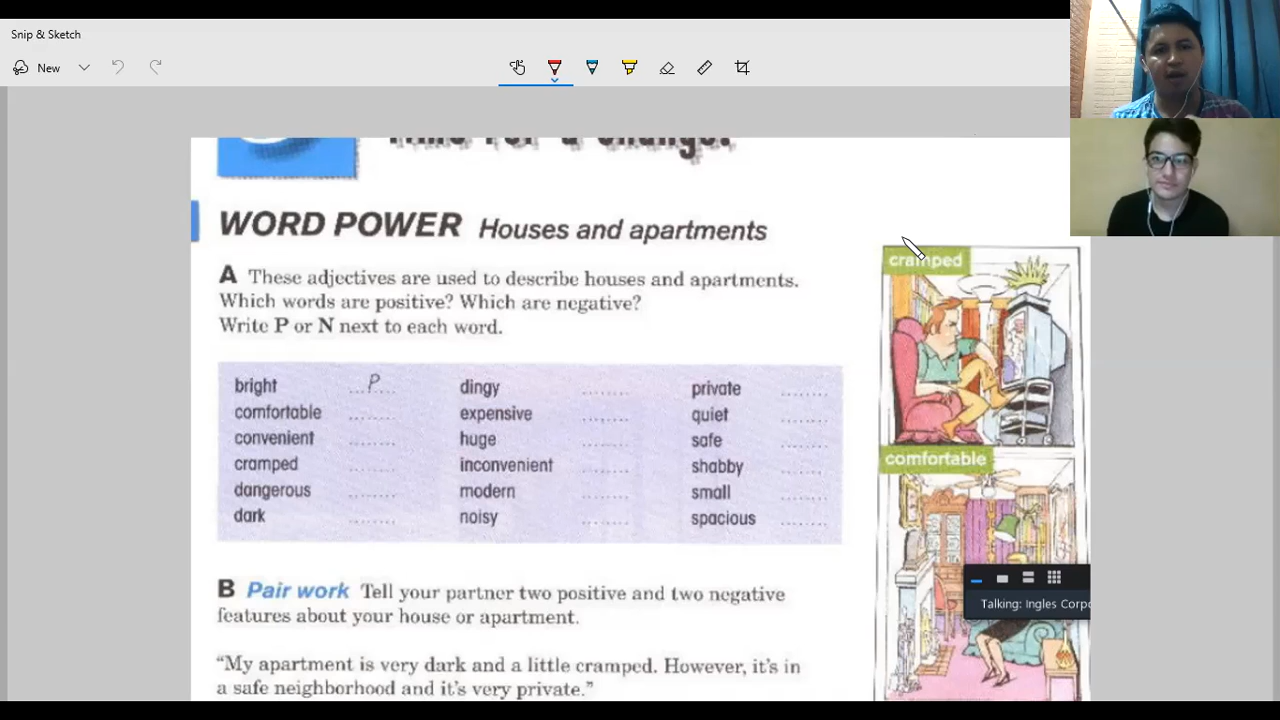 Snip & Sketch
New
Time for a change!
WORD POWER Houses and apartments
A These adjectives are used to describe houses and apartments.
Which words are positive? Which are negative?
Write P or N next to each word.
bright ....P.... dingy ........ private ........
comfortable ........ expensive ........ quiet ........
convenient ........ huge ........ safe ........
cramped ........ inconvenient ........ shabby ........
dangerous ........ modern ........ small ........
dark ........ noisy ........ spacious ........
cramped
comfortable
B Pair work Tell your partner two positive and two negative
features about your house or apartment.
"My apartment is very dark and a little cramped. However, it's in
a safe neighborhood and it's very private."
Talking: Ingles Corpo